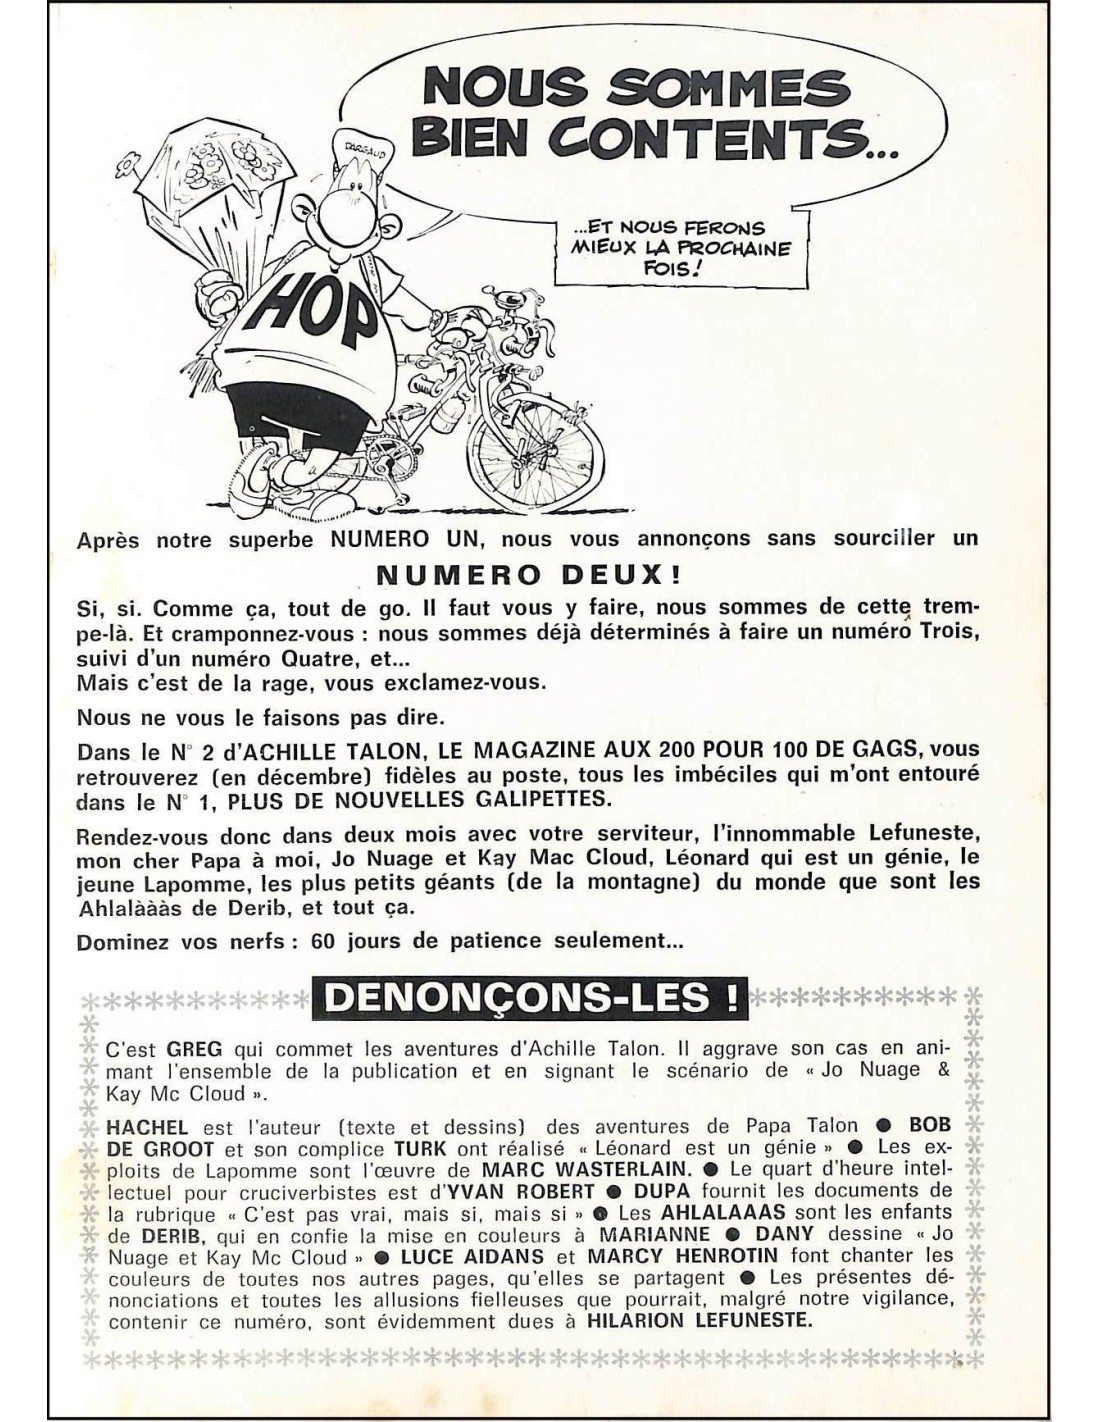 NOUS SOMMES
BIEN CONTENTS...
DARGAUD
...ET NOUS FERONS
MIEUX LA PROCHAINE
FOIS!
HOP
Après notre superbe NUMERO UN, nous vous annonçons sans sourciller un
NUMERO DEUX!
Si, si. Comme ça, tout de go. Il faut vous y faire, nous sommes de cette trem-
pe-là. Et cramponnez-vous : nous sommes déjà déterminés à faire un numéro Trois,
suivi d'un numéro Quatre, et...
Mais c'est de la rage, vous exclamez-vous.
Nous ne vous le faisons pas dire.
Dans le N° 2 d'ACHILLE TALON, LE MAGAZINE AUX 200 POUR 100 DE GAGS, vous
retrouverez (en décembre) fidèles au poste, tous les imbéciles qui m'ont entouré
dans le N° 1, PLUS DE NOUVELLES GALIPETTES.
Rendez-vous donc dans deux mois avec votre serviteur, l'innommable Lefuneste,
mon cher Papa à moi, Jo Nuage et Kay Mac Cloud, Léonard qui est un génie, le
jeune Lapomme, les plus petits géants (de la montagne) du monde que sont les
Ahlalàààs de Derib, et tout ça.
Dominez vos nerfs : 60 jours de patience seulement...
DENONÇONS-LES !
C'est GREG qui commet les aventures d'Achille Talon. Il aggrave son cas en ani-
mant l'ensemble de la publication et en signant le scénario de « Jo Nuage &
Kay Mc Cloud ».
HACHEL est l'auteur (texte et dessins) des aventures de Papa Talon ● BOB
DE GROOT et son complice TURK ont réalisé « Léonard est un génie » ● Les ex-
ploits de Lapomme sont l'œuvre de MARC WASTERLAIN. ● Le quart d'heure intel-
lectuel pour cruciverbistes est d'YVAN ROBERT ● DUPA fournit les documents de
la rubrique « C'est pas vrai, mais si, mais si » ● Les AHLALAAAS sont les enfants
de DERIB, qui en confie la mise en couleurs à MARIANNE ● DANY dessine « Jo
Nuage et Kay Mc Cloud » ● LUCE AIDANS et MARCY HENROTIN font chanter les
couleurs de toutes nos autres pages, qu'elles se partagent ● Les présentes dé-
nonciations et toutes les allusions fielleuses que pourrait, malgré notre vigilance,
contenir ce numéro, sont évidemment dues à HILARION LEFUNESTE.